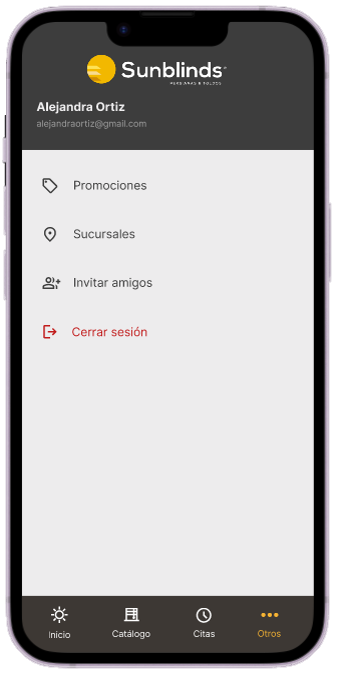 Sunblinds
PERSIANAS & TOLDOS
Alejandra Ortiz
alejandraortiz@gmail.com
Promociones
Sucursales
Invitar amigos
Cerrar sesión
Inicio
Catálogo
Citas
Otros